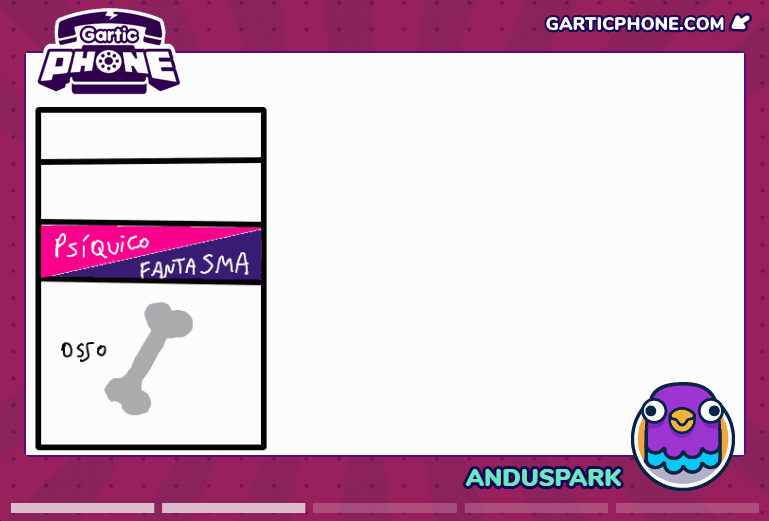 GARTICPHONE.COM
Gartic
PHONE
PSÍQUICO
FANTASMA
OSSO
ANDUSPARK